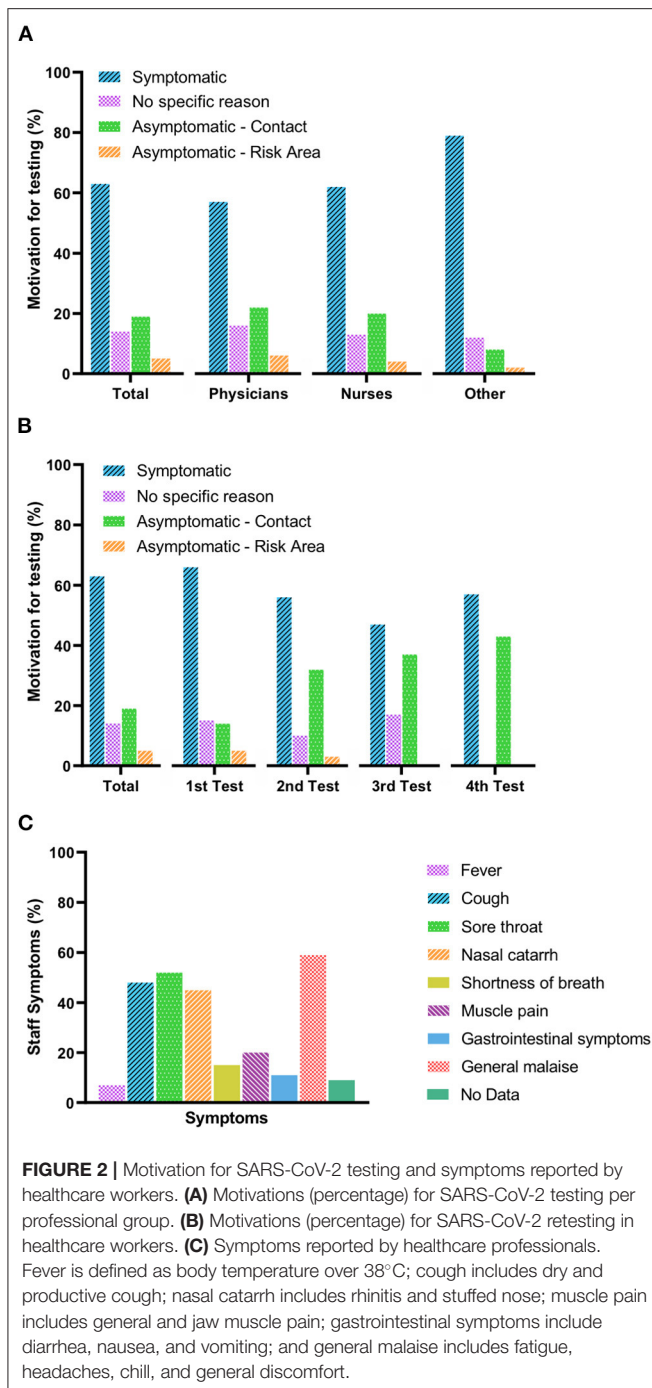 A
Motivation for testing (%)
100
80
60
40
20
0
Symptomatic
No specific reason
Asymptomatic - Contact
Asymptomatic - Risk Area
Total Physicians Nurses Other
B
Motivation for testing (%)
100
80
60
40
20
0
Symptomatic
No specific reason
Asymptomatic - Contact
Asymptomatic - Risk Area
Total 1st Test 2nd Test 3rd Test 4th Test
C
Staff Symptoms (%)
100
80
60
40
20
0
Symptoms
Fever
Cough
Sore throat
Nasal catarrh
Shortness of breath
Muscle pain
Gastrointestinal symptoms
General malaise
No Data
FIGURE 2 | Motivation for SARS-CoV-2 testing and symptoms reported by
healthcare workers. (A) Motivations (percentage) for SARS-CoV-2 testing per
professional group. (B) Motivations (percentage) for SARS-CoV-2 retesting in
healthcare workers. (C) Symptoms reported by healthcare professionals.
Fever is defined as body temperature over 38°C; cough includes dry and
productive cough; nasal catarrh includes rhinitis and stuffed nose; muscle pain
includes general and jaw muscle pain; gastrointestinal symptoms include
diarrhea, nausea, and vomiting; and general malaise includes fatigue,
headaches, chill, and general discomfort.